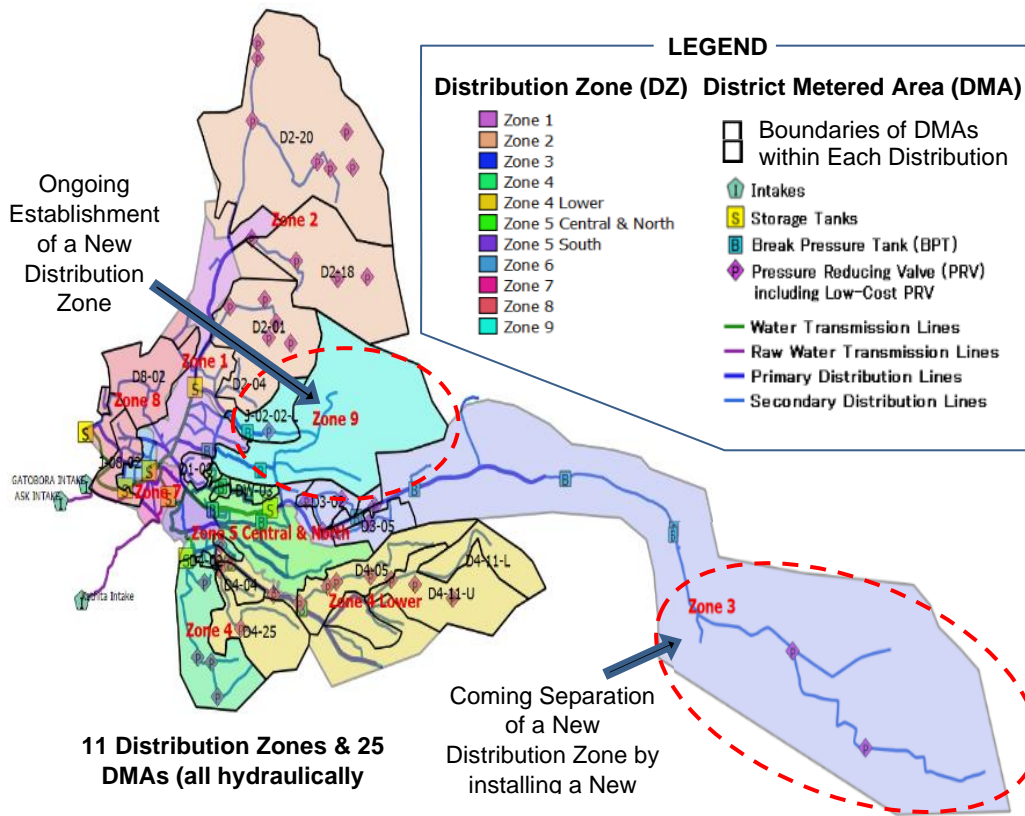 LEGEND
Distribution Zone (DZ)
Zone 1
Zone 2
Zone 3
Zone 4
Zone 4 Lower
Zone 5 Central & North
Zone 5 South
Zone 6
Zone 7
Zone 8
Zone 9
District Metered Area (DMA)
Boundaries of DMAs
within Each Distribution
I Intakes
S Storage Tanks
B Break Pressure Tank (BPT)
P Pressure Reducing Valve (PRV)
including Low-Cost PRV
Water Transmission Lines
Raw Water Transmission Lines
Primary Distribution Lines
Secondary Distribution Lines
Ongoing
Establishment
of a New
Distribution
Zone
D2-20
Zone 2
D2-18
D2-01
Zone 1
D8-02
D2-04
Zone 8
J-02-02-L
Zone 9
GATOBORA INTAKE
ASK INTAKE
Zone 7
DW-03
D3-02
D3-05
Zone 5 Central & North
D4-04
D4-05
D4-11-L
D4-11-U
Zone 4 Lower
Zone 4
D4-25
Zone 3
Coming Separation
of a New
Distribution Zone by
installing a New
11 Distribution Zones & 25
DMAs (all hydraulically